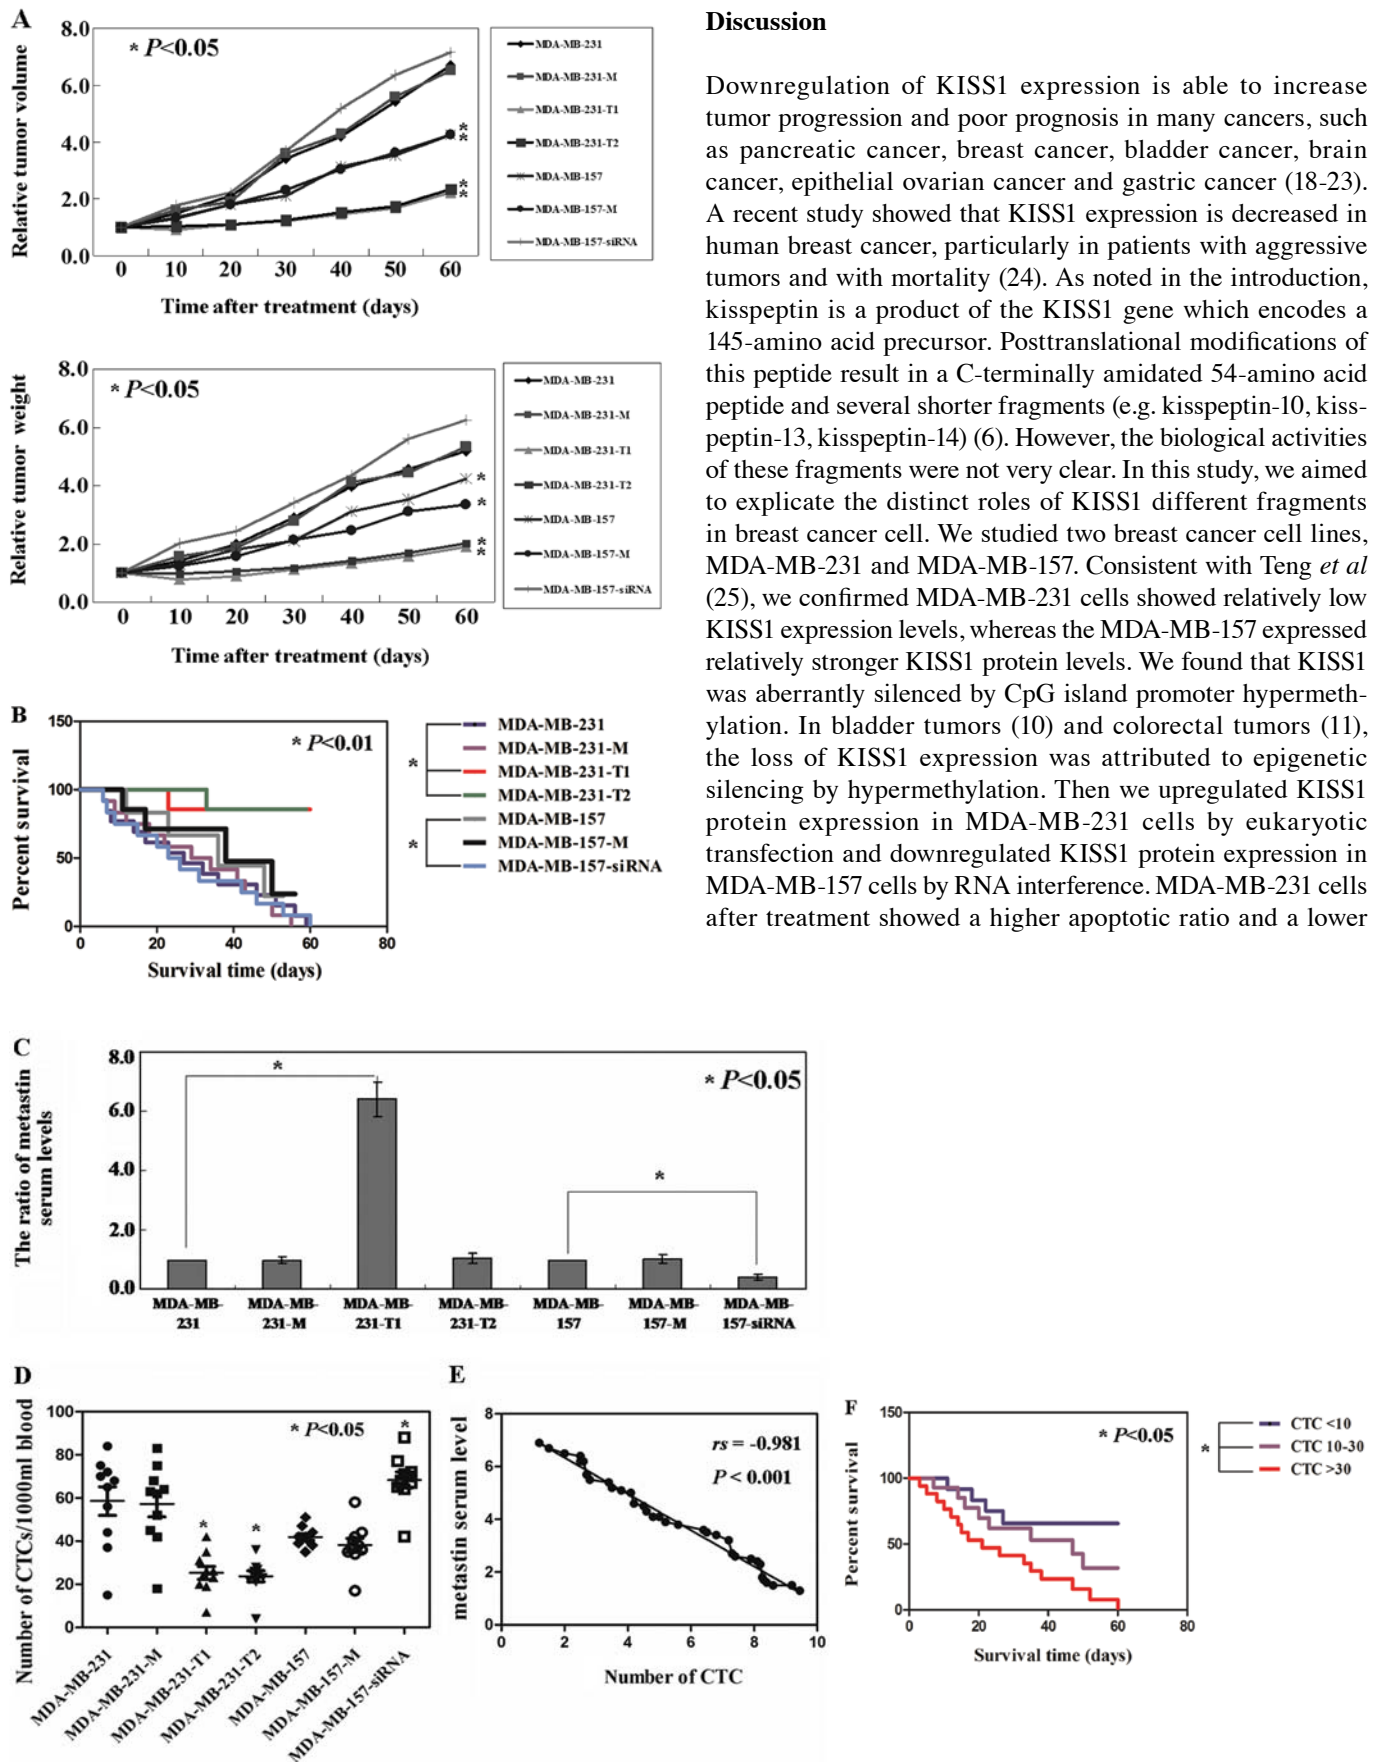 A
Relative tumor volume
8.0
6.0
4.0
2.0
0.0
* P<0.05
*
*
*
*
0 10 20 30 40 50 60
Time after treatment (days)
MDA-MB-231
MDA-MB-231-M
MDA-MB-231-T1
MDA-MB-231-T2
MDA-MB-157
MDA-MB-157-M
MDA-MB-157-siRNA
Relative tumor weight
8.0
6.0
4.0
2.0
0.0
* P<0.05
*
*
*
*
0 10 20 30 40 50 60
Time after treatment (days)
MDA-MB-231
MDA-MB-231-M
MDA-MB-231-T1
MDA-MB-231-T2
MDA-MB-157
MDA-MB-157-M
MDA-MB-157-siRNA
B
Percent survival
150
100
50
0
* P<0.01
0 20 40 60 80
Survival time (days)
*
*
MDA-MB-231
MDA-MB-231-M
MDA-MB-231-T1
MDA-MB-231-T2
MDA-MB-157
MDA-MB-157-M
MDA-MB-157-siRNA
Discussion
Downregulation of KISS1 expression is able to increase
tumor progression and poor prognosis in many cancers, such
as pancreatic cancer, breast cancer, bladder cancer, brain
cancer, epithelial ovarian cancer and gastric cancer (18-23).
A recent study showed that KISS1 expression is decreased in
human breast cancer, particularly in patients with aggressive
tumors and with mortality (24). As noted in the introduction,
kisspeptin is a product of the KISS1 gene which encodes a
145-amino acid precursor. Posttranslational modifications of
this peptide result in a C-terminally amidated 54-amino acid
peptide and several shorter fragments (e.g. kisspeptin-10, kiss-
peptin-13, kisspeptin-14) (6). However, the biological activities
of these fragments were not very clear. In this study, we aimed
to explicate the distinct roles of KISS1 different fragments
in breast cancer cell. We studied two breast cancer cell lines,
MDA-MB-231 and MDA-MB-157. Consistent with Teng et al
(25), we confirmed MDA-MB-231 cells showed relatively low
KISS1 expression levels, whereas the MDA-MB-157 expressed
relatively stronger KISS1 protein levels. We found that KISS1
was aberrantly silenced by CpG island promoter hypermeth-
ylation. In bladder tumors (10) and colorectal tumors (11),
the loss of KISS1 expression was attributed to epigenetic
silencing by hypermethylation. Then we upregulated KISS1
protein expression in MDA-MB-231 cells by eukaryotic
transfection and downregulated KISS1 protein expression in
MDA-MB-157 cells by RNA interference. MDA-MB-231 cells
after treatment showed a higher apoptotic ratio and a lower
C
The ratio of metastin
serum levels
8.0
6.0
4.0
2.0
0.0
*
*
* P<0.05
MDA-MB- MDA-MB- MDA-MB- MDA-MB- MDA-MB- MDA-MB- MDA-MB-
231 231-M 231-T1 231-T2 157 157-M 157-siRNA
D
Number of CTCs/1000ml blood
100
80
60
40
20
0
* P<0.05
*
*
*
MDA-MB-231
MDA-MB-231-M
MDA-MB-231-T1
MDA-MB-231-T2
MDA-MB-157
MDA-MB-157-M
MDA-MB-157-siRNA
E
metastin serum level
8
6
4
2
0
rs = -0.981
P < 0.001
0 2 4 6 8 10
Number of CTC
F
Percent survival
150
100
50
0
* P<0.05
0 20 40 60 80
Survival time (days)
*
CTC <10
CTC 10-30
CTC >30